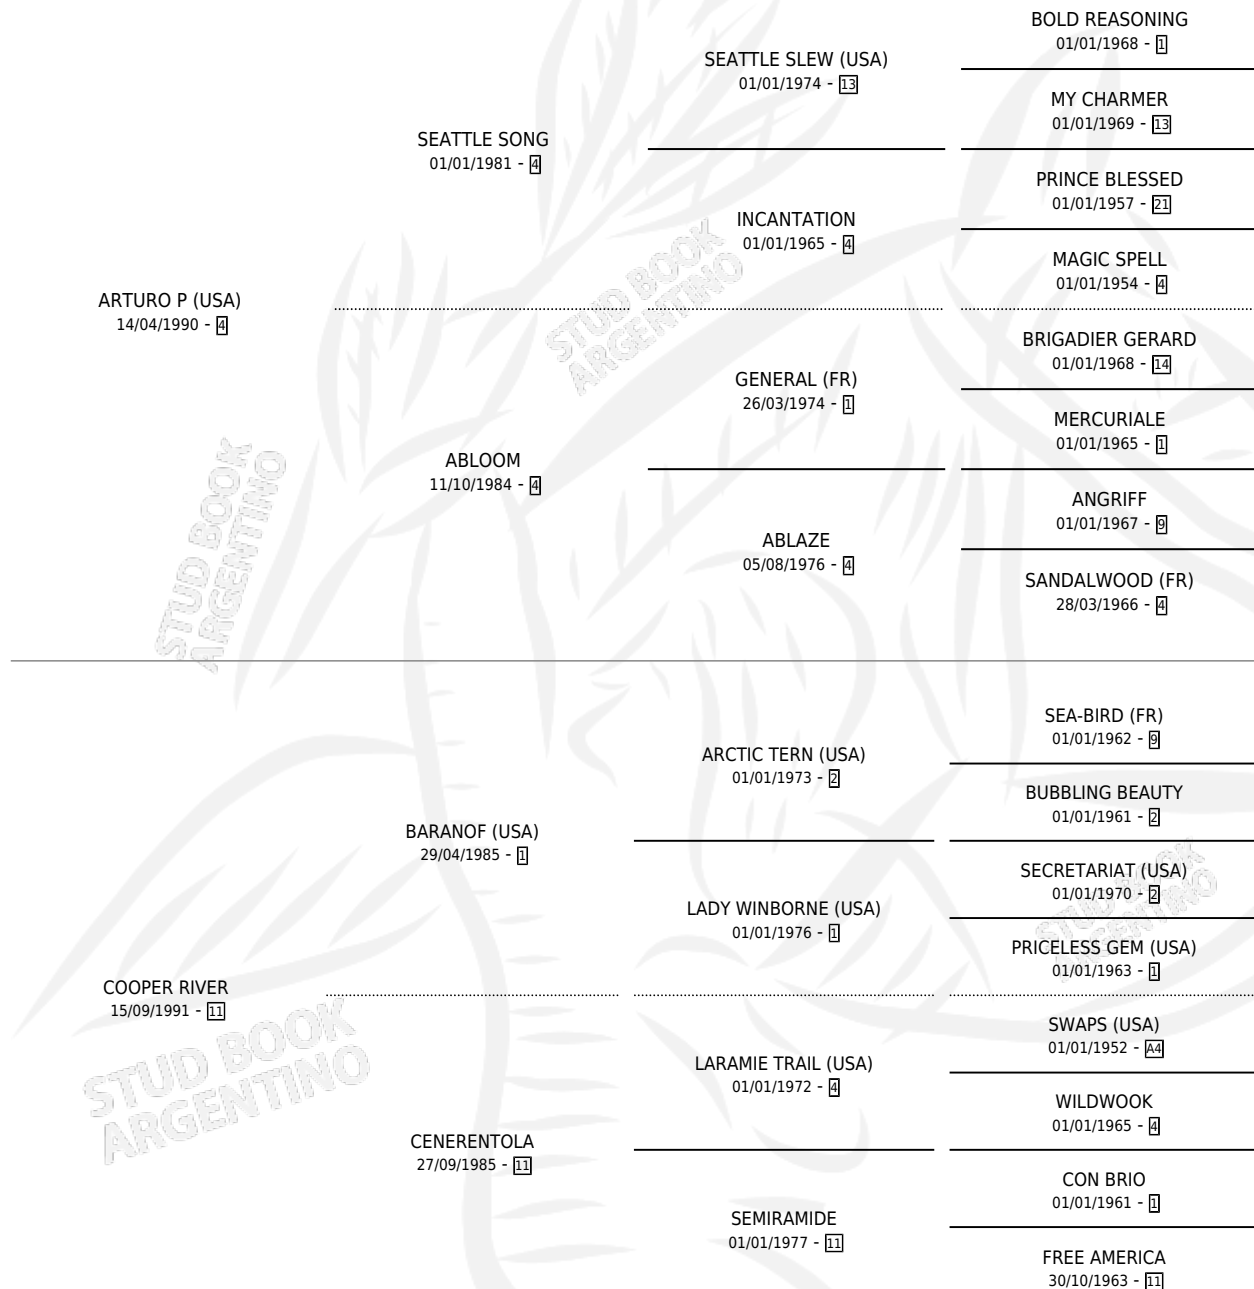 BOLD REASONING
01/01/1968 - 1
SEATTLE SLEW (USA)
01/01/1974 - 13
MY CHARMER
01/01/1969 - 13
SEATTLE SONG
01/01/1981 - 4
PRINCE BLESSED
01/01/1957 - 21
INCANTATION
01/01/1965 - 4
MAGIC SPELL
01/01/1954 - 4
ARTURO P (USA)
14/04/1990 - 4
STUD BOOK
ARGENTINO
BRIGADIER GERARD
01/01/1968 - 14
GENERAL (FR)
26/03/1974 - 1
MERCURIALE
01/01/1965 - 1
ABLOOM
11/10/1984 - 4
ANGRIFF
01/01/1967 - 9
ABLAZE
05/08/1976 - 4
SANDALWOOD (FR)
28/03/1966 - 4
STUD BOOK
ARGENTINO
SEA-BIRD (FR)
01/01/1962 - 9
ARCTIC TERN (USA)
01/01/1973 - 2
BUBBLING BEAUTY
01/01/1961 - 2
BARANOF (USA)
29/04/1985 - 1
SECRETARIAT (USA)
01/01/1970 - 2
LADY WINBORNE (USA)
01/01/1976 - 1
STUD BOOK
ARGENTINO
PRICELESS GEM (USA)
01/01/1963 - 1
COOPER RIVER
15/09/1991 - 11
SWAPS (USA)
01/01/1952 - A4
LARAMIE TRAIL (USA)
01/01/1972 - 4
STUD BOOK
ARGENTINO
WILDWOOK
01/01/1965 - 4
CENERENTOLA
27/09/1985 - 11
CON BRIO
01/01/1961 - 1
SEMIRAMIDE
01/01/1977 - 11
FREE AMERICA
30/10/1963 - 11